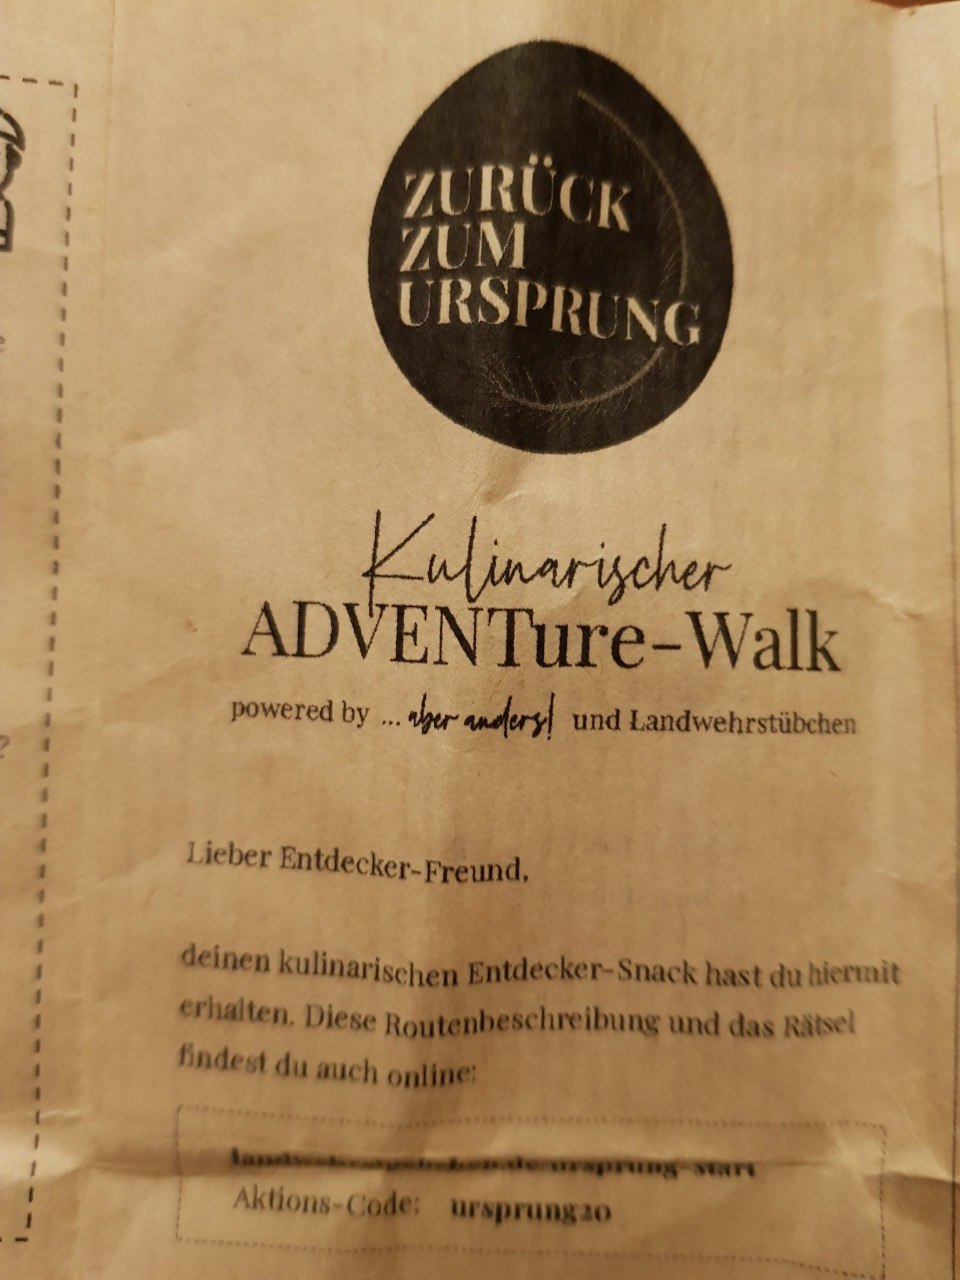 ZURÜCK
ZUM
URSPRUNG
Kulinarischer
ADVENTure-Walk
powered by ... aber anders! und Landwehrstübchen
Lieber Entdecker-Freund,
deinen kulinarischen Entdecker-Snack hast du hiermit
erhalten. Diese Routenbeschreibung und das Rätsel
findest du auch online:
Aktions-Code: ursprung20